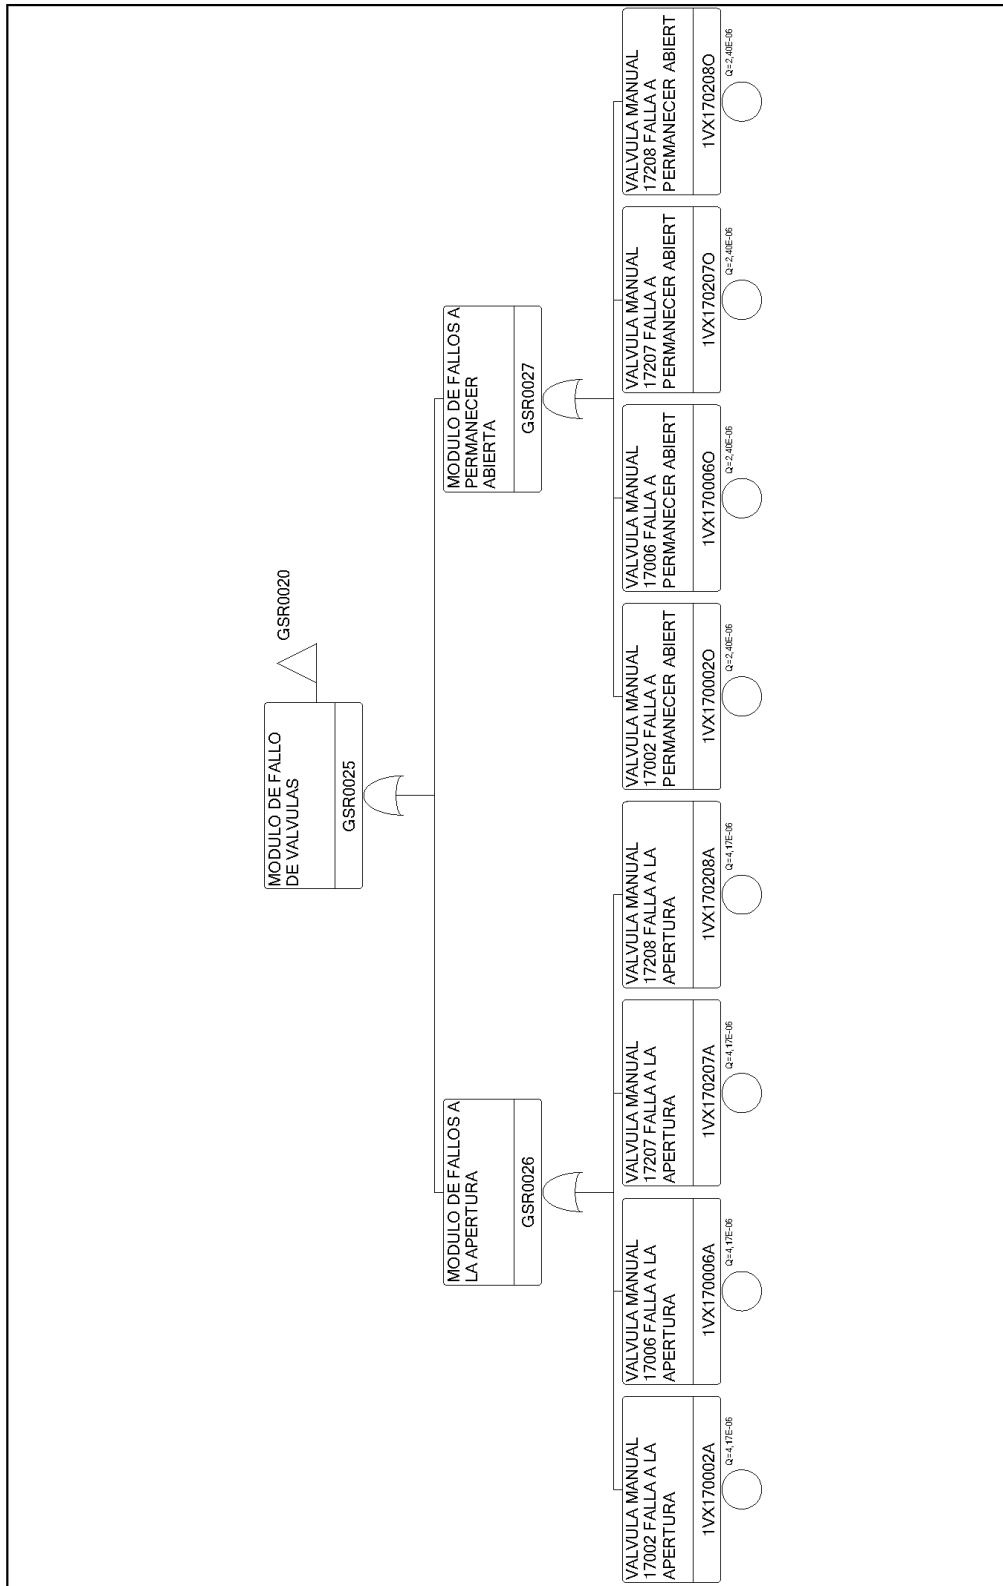 MODULO DE FALLO
DE VALVULAS
GSR0025
GSR0020
MODULO DE FALLOS A
LA APERTURA
GSR0026
MODULO DE FALLOS A
PERMANECER
ABIERTA
GSR0027
VALVULA MANUAL
17002 FALLA A LA
APERTURA
1VX170002A
Q=4,17E-06
VALVULA MANUAL
17006 FALLA A LA
APERTURA
1VX170006A
Q=4,17E-06
VALVULA MANUAL
17207 FALLA A LA
APERTURA
1VX170207A
Q=4,17E-06
VALVULA MANUAL
17208 FALLA A LA
APERTURA
1VX170208A
Q=4,17E-06
VALVULA MANUAL
17002 FALLA A
PERMANECER ABIERT
1VX170002O
Q=2,40E-06
VALVULA MANUAL
17006 FALLA A
PERMANECER ABIERT
1VX170006O
Q=2,40E-06
VALVULA MANUAL
17207 FALLA A
PERMANECER ABIERT
1VX170207O
Q=2,40E-06
VALVULA MANUAL
17208 FALLA A
PERMANECER ABIERT
1VX170208O
Q=2,40E-06